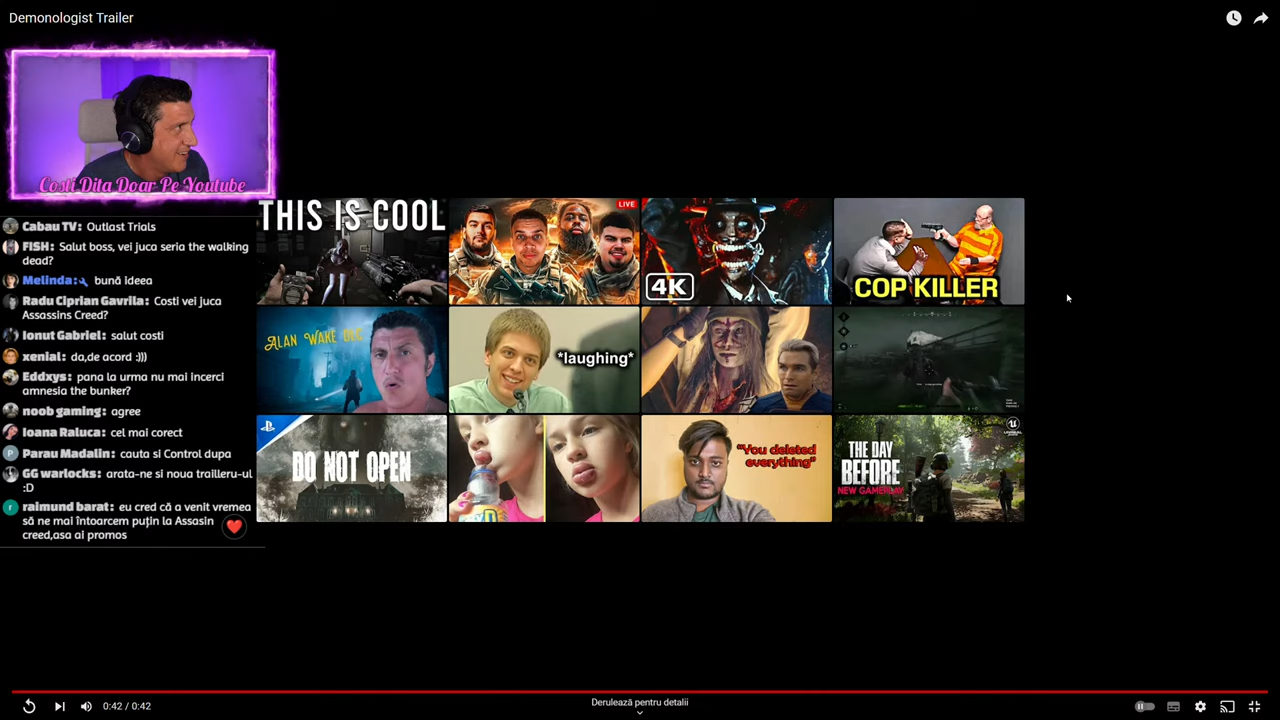 Demonologist Trailer
Costi Dita Doar Pe Youtube
Cabau TV: Outlast Trials
FISH: Salut boss, vei juca seria the walking
dead?
Melinda: bună ideea
Radu Ciprian Gavrila: Costi vei juca
Assassins Creed?
Ionut Gabriel: salut costi
xenial: da,de acord :)))
Eddxys: pana la urma nu mai incerci
amnesia the bunker?
noob gaming: agree
Ioana Raluca: cel mai corect
P Parau Madalin: cauta si Control dupa
GG warlocks: arata-ne si noua trailleru-ul
:D
r raimund barat: eu cred că a venit vremea
să ne mai întoarcem puțin la Assasin
creed,asa ai promos
THIS IS COOL
LIVE
4K
COP KILLER
ALAN WAKE DLC
*laughing*
DO NOT OPEN
"You deleted
everything"
THE DAY
BEFORE
NEW GAMEPLAY
0:42 / 0:42
Derulează pentru detalii